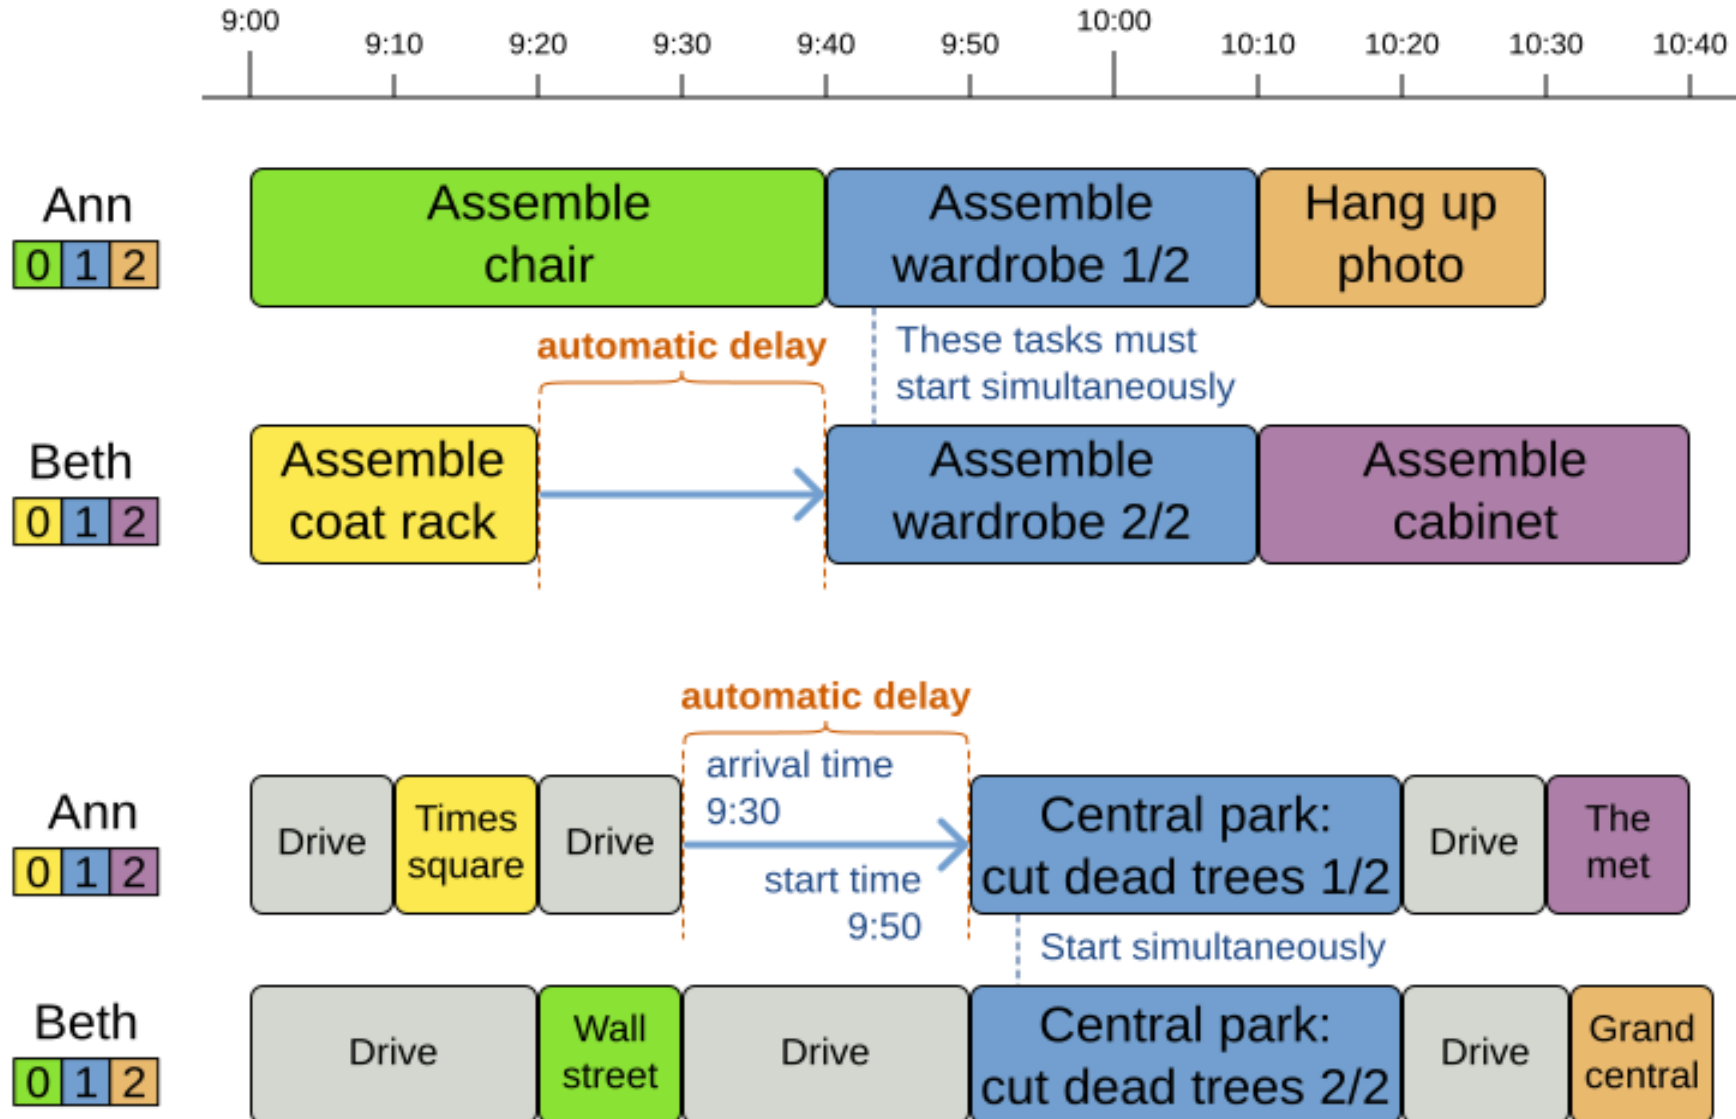 9:00
10:00
9:10
9:20
9:30
9:40
9:50
10:10
10:20
10:30
10:40
Ann
0 1 2
Assemble
chair
Assemble
wardrobe 1/2
Hang up
photo
automatic delay
These tasks must
start simultaneously
Beth
0 1 2
Assemble
coat rack
Assemble
wardrobe 2/2
Assemble
cabinet
automatic delay
Ann
0 1 2
Drive
Times
square
Drive
arrival time
9:30
start time
9:50
Central park:
cut dead trees 1/2
Drive
The
met
Start simultaneously
Beth
0 1 2
Drive
Wall
street
Drive
Central park:
cut dead trees 2/2
Drive
Grand
central